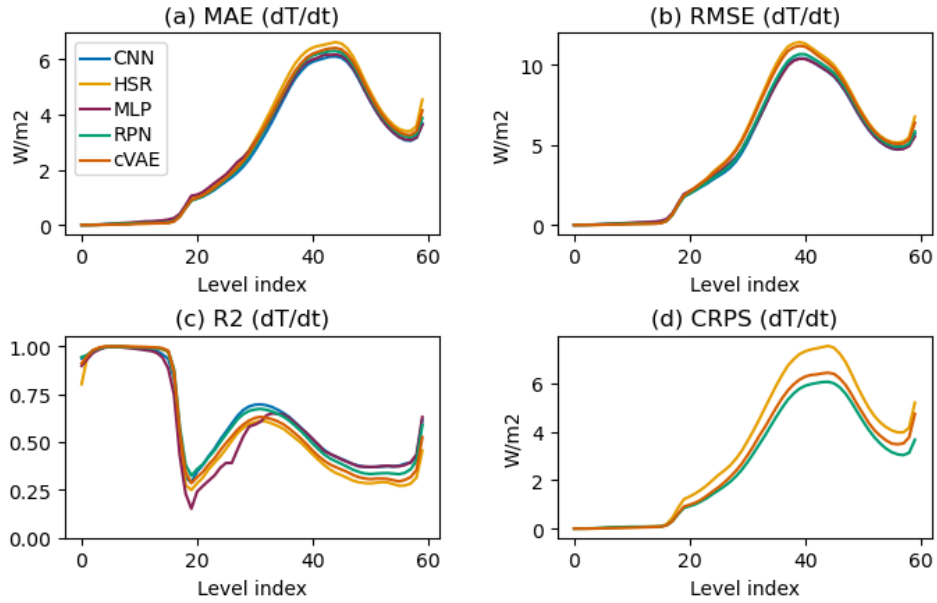 (a) MAE (dT/dt)
W/m2
6
4
2
0
CNN
HSR
MLP
RPN
cVAE
0 20 40 60
Level index
(b) RMSE (dT/dt)
W/m2
10
5
0
0 20 40 60
Level index
(c) R2 (dT/dt)
1.00
0.75
0.50
0.25
0.00
0 20 40 60
Level index
(d) CRPS (dT/dt)
W/m2
6
4
2
0
0 20 40 60
Level index